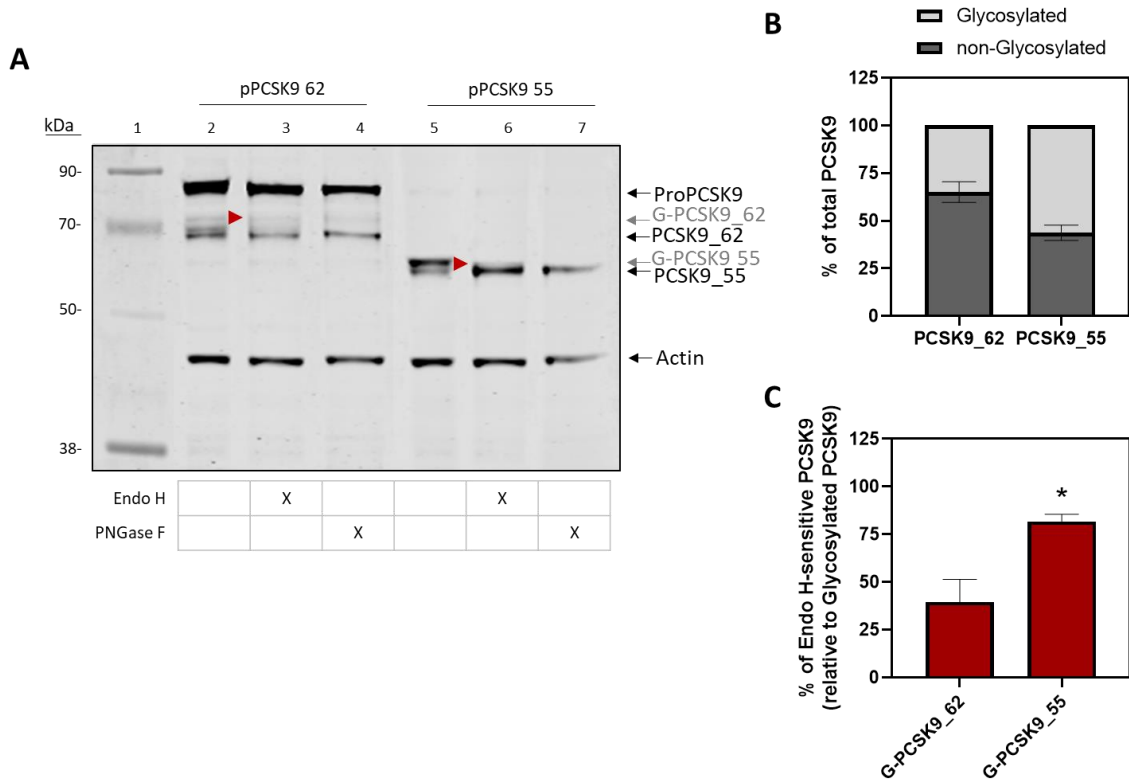 A
pPCSK9 62
pPCSK9 55
kDa
1
2
3
4
5
6
7
90-
70-
50-
38-
ProPCSK9
G-PCSK9_62
PCSK9_62
G-PCSK9_55
PCSK9_55
Actin
Endo H
X
X
PNGase F
X
X
B
Glycosylated
non-Glycosylated
% of total PCSK9
125
100
75
50
25
0
PCSK9_62
PCSK9_55
C
% of Endo H-sensitive PCSK9
(relative to Glycosylated PCSK9)
125
100
75
50
25
0
*
G-PCSK9_62
G-PCSK9_55